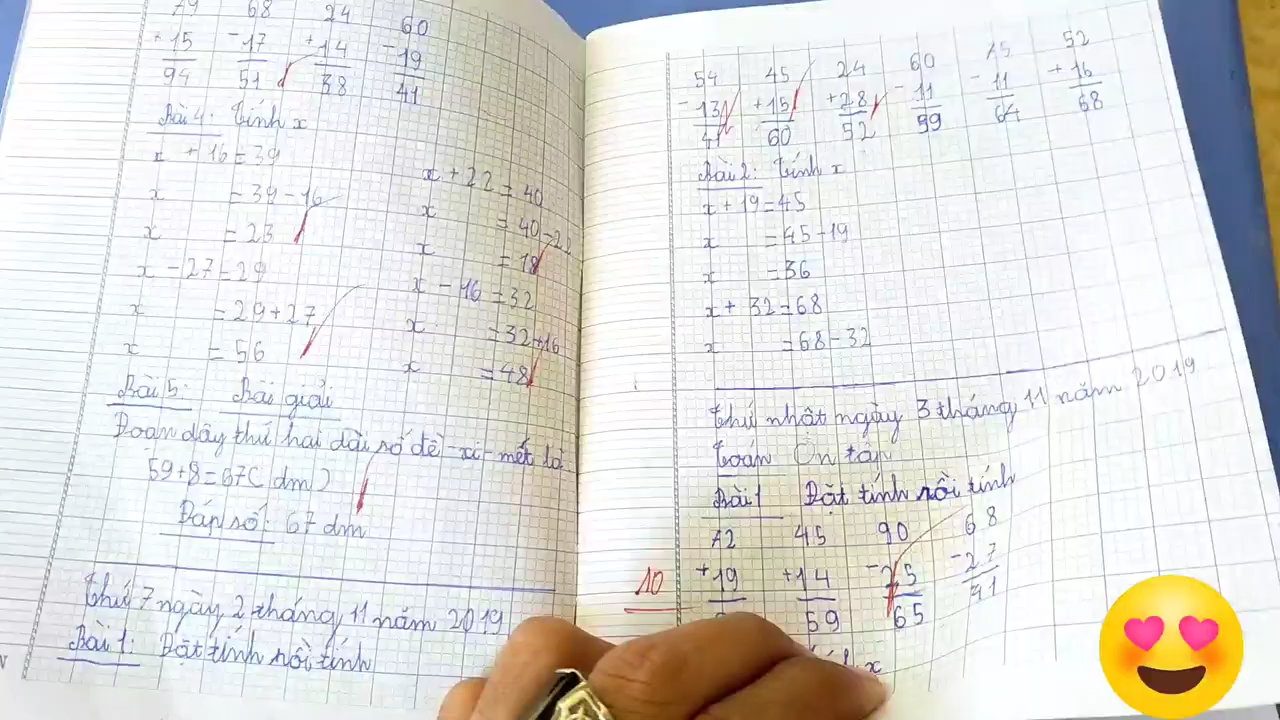 79 68 24 60
+15 -17 +14 -19
94 51 38 41
Bài 4: Tính x
x + 16 = 39
x = 39 - 16
x = 23
x - 27 = 29
x = 29 + 27
x = 56
x + 22 = 40
x = 40 - 22
x = 18
x - 16 = 32
x = 32 + 16
x = 48
Bài 5: Bài giải
Đoạn dây thứ hai dài số đề-xi-mét là
59 + 8 = 67 ( dm )
Đáp số: 67 dm
Thứ 7 ngày 2 tháng 11 năm 2019
Bài 1: Đặt tính rồi tính
54 45 24 60 75 52
-13 +15 +28 -11 -11 +16
41 60 52 59 64 68
Bài 2: Tính x
x + 19 = 45
x = 45 - 19
x = 36
x + 32 = 68
x = 68 - 32
Thứ nhật ngày 3 tháng 11 năm 2019
Toán Ôn tập
Bài 1 Đặt tính rồi tính
72 45 90 68
10
+19 +14 -25 -27
59 65 41
x